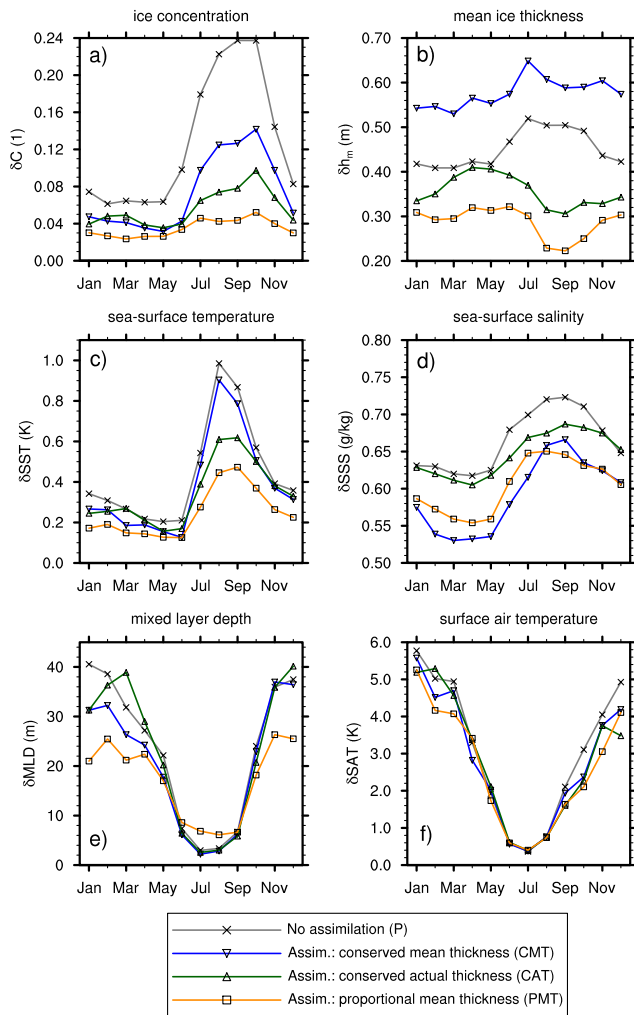 ice concentration
mean ice thickness
a)
b)
δC (1)
δhm (m)
0.24
0.20
0.16
0.12
0.08
0.04
0.00
0.70
0.60
0.50
0.40
0.30
0.20
Jan Mar May Jul Sep Nov
Jan Mar May Jul Sep Nov
sea-surface temperature
sea-surface salinity
c)
d)
δSST (K)
δSSS (g/kg)
1.0
0.8
0.6
0.4
0.2
0.0
0.80
0.75
0.70
0.65
0.60
0.55
0.50
Jan Mar May Jul Sep Nov
Jan Mar May Jul Sep Nov
mixed layer depth
surface air temperature
e)
f)
δMLD (m)
δSAT (K)
40
30
20
10
0
6.0
5.0
4.0
3.0
2.0
1.0
0.0
Jan Mar May Jul Sep Nov
Jan Mar May Jul Sep Nov
No assimilation (P)
Assim.: conserved mean thickness (CMT)
Assim.: conserved actual thickness (CAT)
Assim.: proportional mean thickness (PMT)